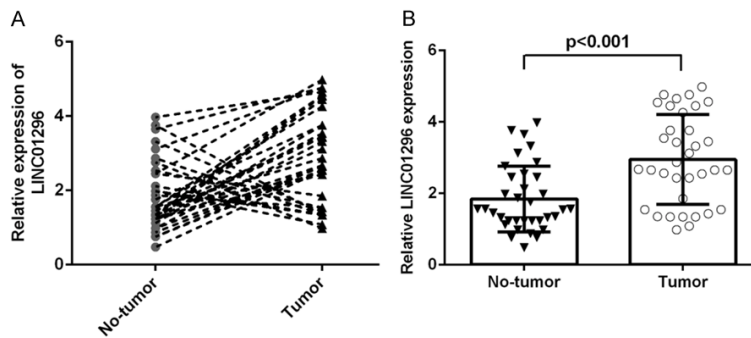 A
Relative expression of
LINC01296
6
4
2
0
No-tumor
Tumor
B
Relative LINC01296 expression
6
4
2
0
p<0.001
No-tumor
Tumor